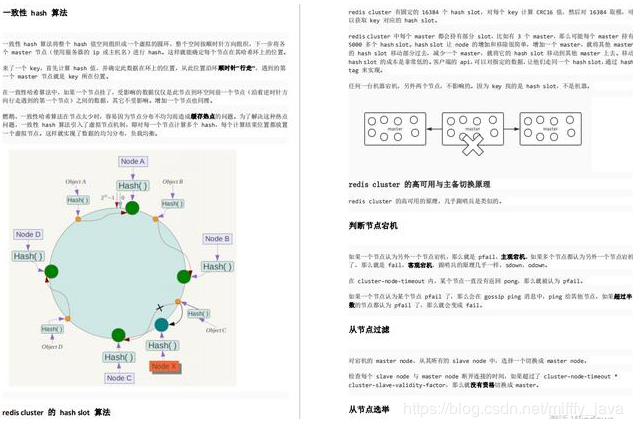 一致性 hash 算法
一致性 hash 算法将整个 hash 值空间组织成一个虚拟的圆环，整个空间按顺时针方向组织，下一步将各
个 master 节点（使用服务器的 ip 或主机名）进行 hash。这样就能确定每个节点在其哈希环上的位置。
来了一个 key，首先计算 hash 值，并确定此数据在环上的位置，从此位置沿环顺时针“行走”，遇到的第
一个 master 节点就是 key 所在位置。
在一致性哈希算法中，如果一个节点挂了，受影响的数据仅仅是此节点到环空间前一个节点（沿着逆时针方
向行走遇到的第一个节点）之间的数据，其它不受影响。增加一个节点也同理。
燃鹅，一致性哈希算法在节点太少时，容易因为节点分布不均匀而造成缓存热点的问题。为了解决这种热点
问题，一致性 hash 算法引入了虚拟节点机制，即对每一个节点计算多个 hash，每个计算结果位置都放置
一个虚拟节点。这样就实现了数据的均匀分布，负载均衡。
Node A
Object A
Hash( )
Object B
Hash( )
2³²-1
0
Hash( )
Node D
Hash( )
Node B
Hash( )
Hash( )
Object D
Hash( )
Object C
Hash( )
Hash( )
Node C
Node X
redis cluster 的 hash slot 算法
redis cluster 有固定的 16384 个 hash slot，对每个 key 计算 CRC16 值，然后对 16384 取模，可
以获取 key 对应的 hash slot。
redis cluster 中每个 master 都会持有部分 slot，比如有 3 个 master，那么可能每个 master 持有
5000 多个 hash slot。hash slot 让 node 的增加和移除很简单，增加一个 master，就将其他 master
的 hash slot 移动部分过去，减少一个 master，就将它的 hash slot 移动到其他 master 上去。移动
hash slot 的成本是非常低的。客户端的 api，可以对指定的数据，让他们走同一个 hash slot，通过 hash
tag 来实现。
任何一台机器宕机，另外两个节点，不影响的。因为 key 找的是 hash slot，不是机器。
master
master
master
redis cluster 的高可用与主备切换原理
redis cluster 的高可用的原理，几乎跟哨兵是类似的。
判断节点宕机
如果一个节点认为另外一个节点宕机，那么就是 pfail，主观宕机。如果多个节点都认为另外一个节点宕机
了，那么就是 fail，客观宕机，跟哨兵的原理几乎一样，sdown，odown。
在 cluster-node-timeout 内，某个节点一直没有返回 pong，那么就被认为 pfail。
如果一个节点认为某个节点 pfail 了，那么会在 gossip ping 消息中，ping 给其他节点，如果超过半
数的节点都认为 pfail 了，那么就会变成 fail。
从节点过滤
对宕机的 master node，从其所有的 slave node 中，选择一个切换成 master node。
检查每个 slave node 与 master node 断开连接的时间，如果超过了 cluster-node-timeout *
cluster-slave-validity-factor，那么就没有资格切换成 master。
从节点选举
https://blog.csdn.net/miffy_java